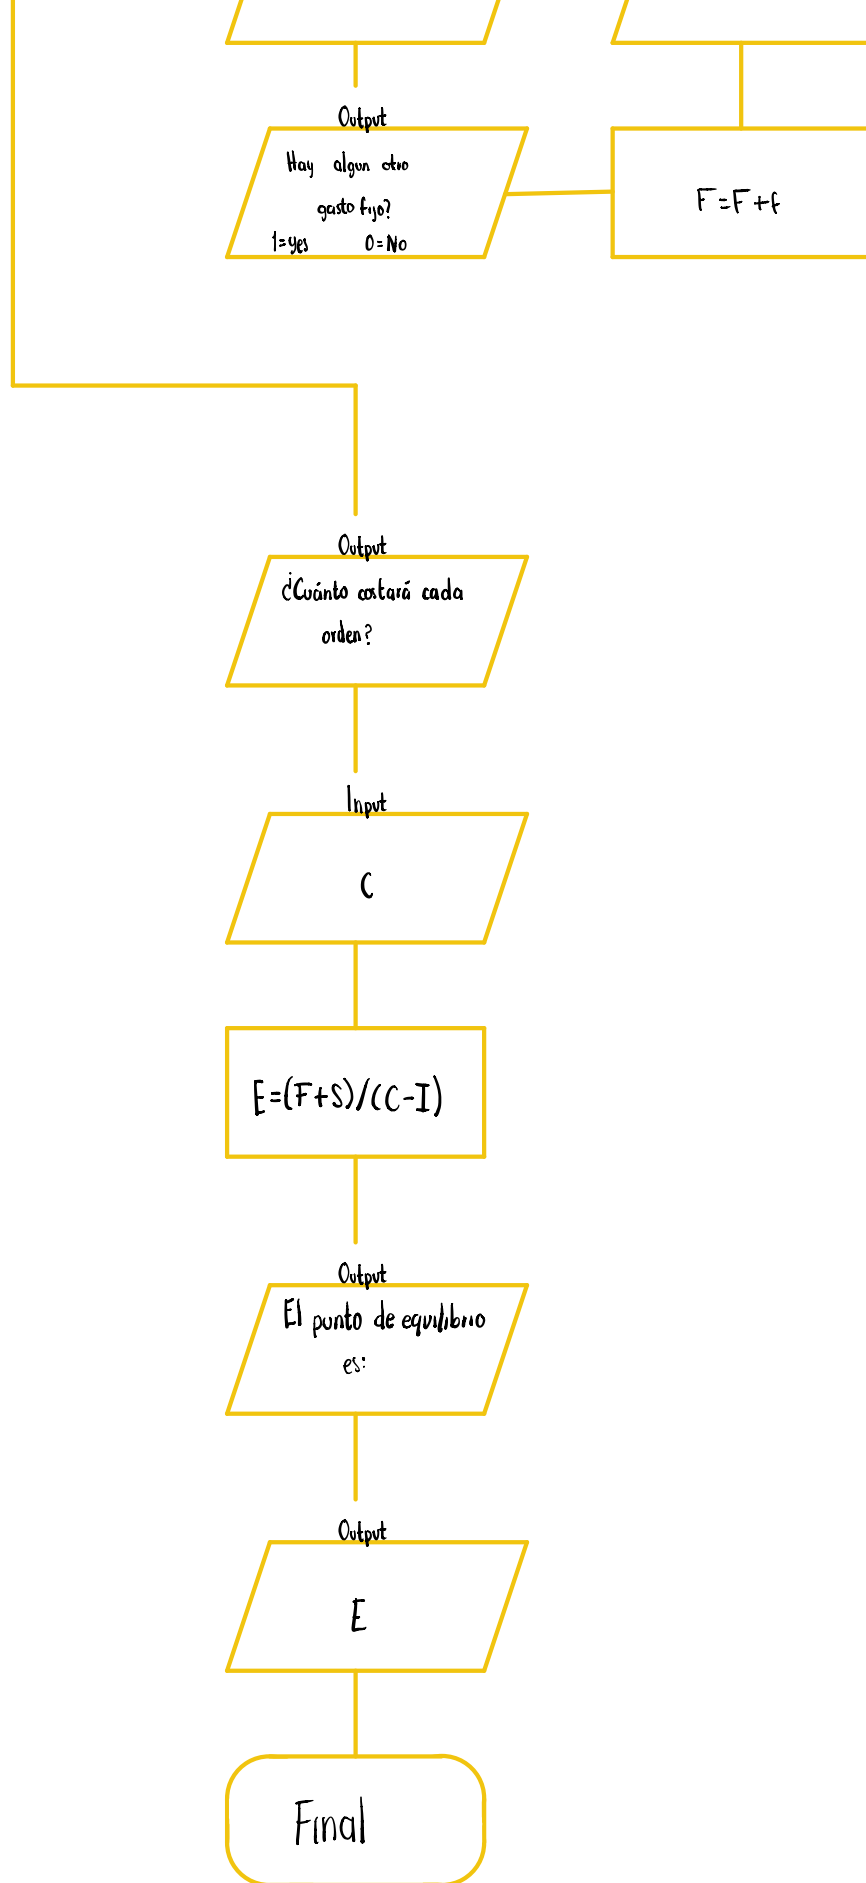 Output
Hay algun otro
gasto fijo?
1=yes 0=No
F=F+f
Output
¿Cuánto costará cada
orden?
Input
C
E=(F+S)/(C-I)
Output
El punto de equilibrio
es:
Output
E
Final